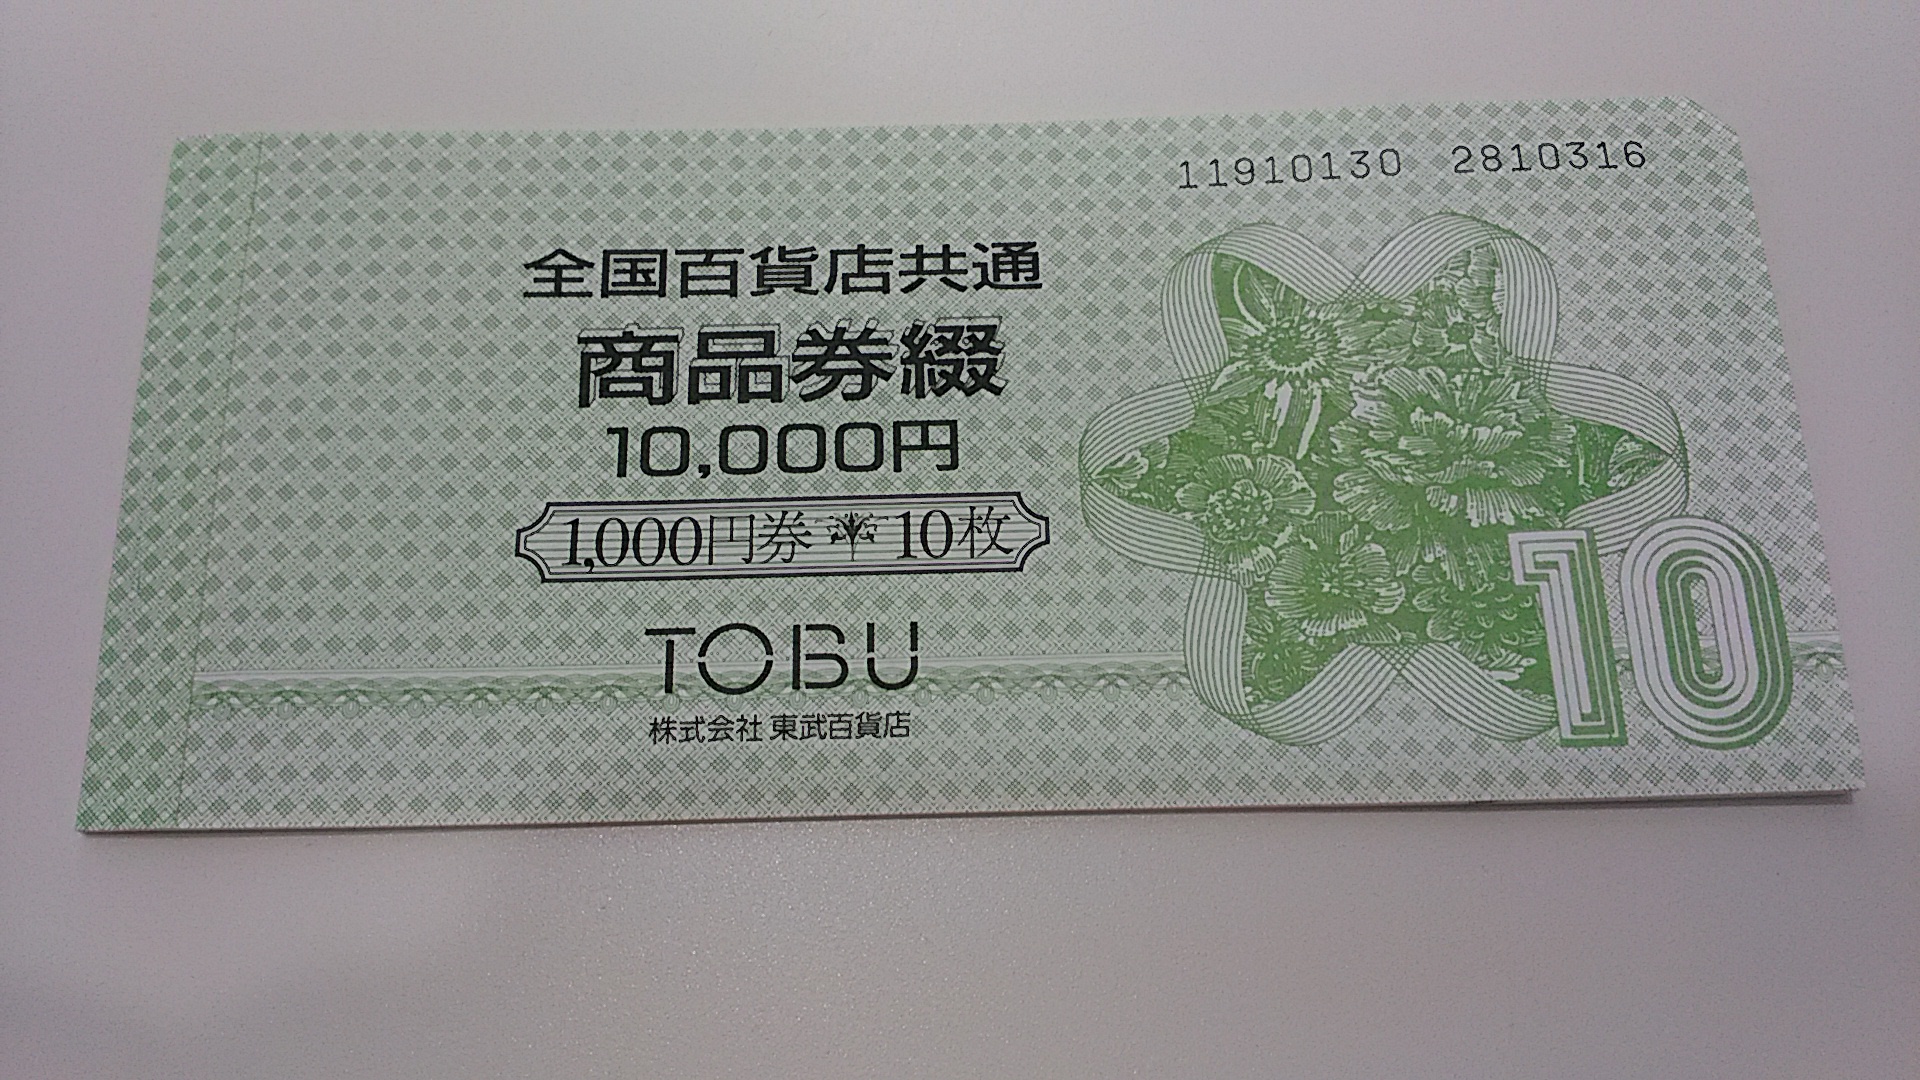 11910130 2810316
全国百貨店共通
商品券綴
10,000円
1,000円券 10枚
TOBU
株式会社 東武百貨店
10